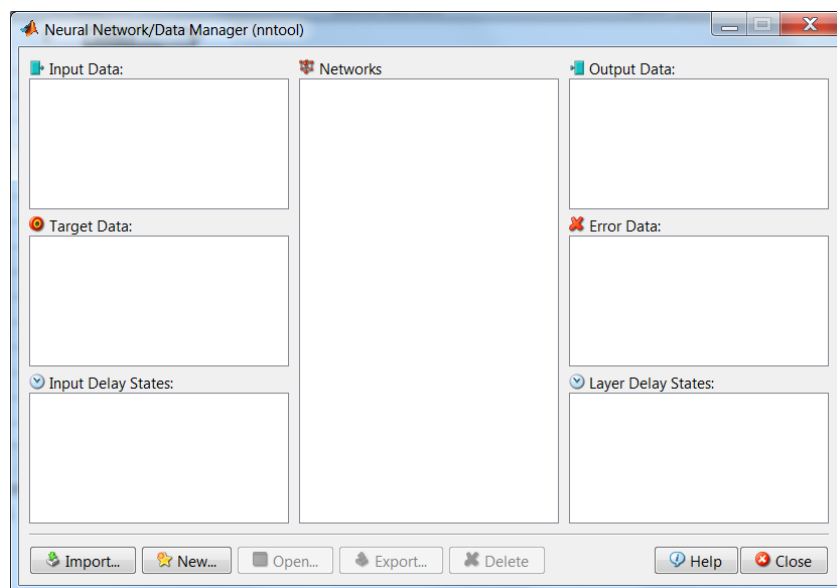 Neural Network/Data Manager (nntool)
Input Data:
Networks
Output Data:
Target Data:
Error Data:
Input Delay States:
Layer Delay States:
Import...
New...
Open...
Export...
Delete
Help
Close